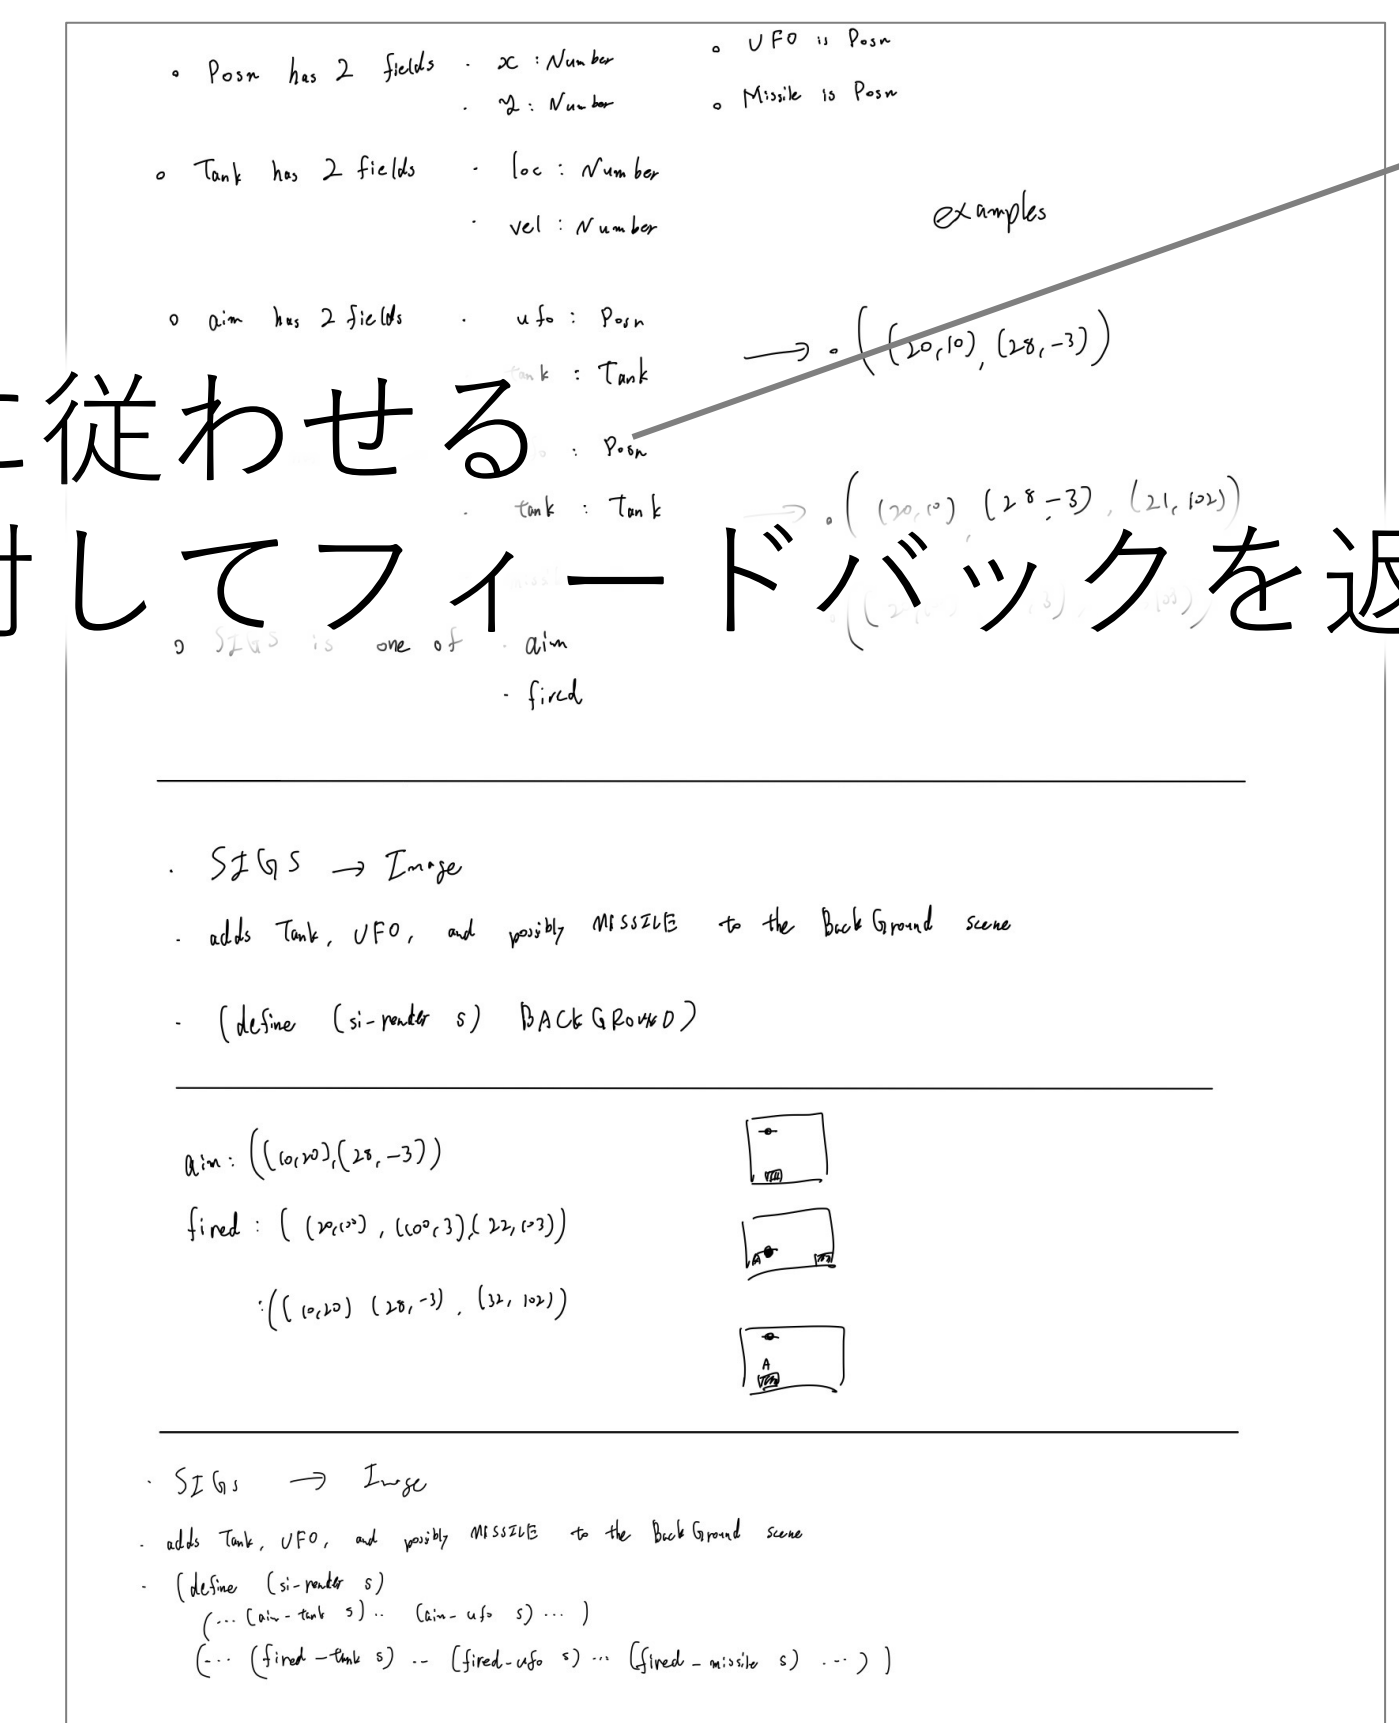 Posn has 2 fields · x : Number
· y : Number
UFO is Posn
Missile is Posn
Tank has 2 fields · loc : Number
· vel : Number
examples
aim has 2 fields · ufo : Posn
tank : Tank
→ ((20,10), (28,-3))
に従わせる
: Posn
· tank : Tank
→ ((20,10) (28,-3), (21,102))
対してフィードバックを返
SIGS is one of · aim
· fired
· SIGS → Image
· adds Tank, UFO, and possibly MISSILE to the BackGround scene
· (define (si-render s) BACKGROUND)
aim : ((10,20),(28,-3))
fired : ( (20,100), (100,3),(22,103))
:((10,20) (28,-3), (32, 102))
A
A
· SIGs → Image
· adds Tank, UFO, and possibly MISSILE to the BackGround scene
· (define (si-render s)
(... (aim-tank s) .. (aim-ufo s) ... )
(... (fired-tank s) .. (fired-ufo s) ... (fired-missile s) ... ) )